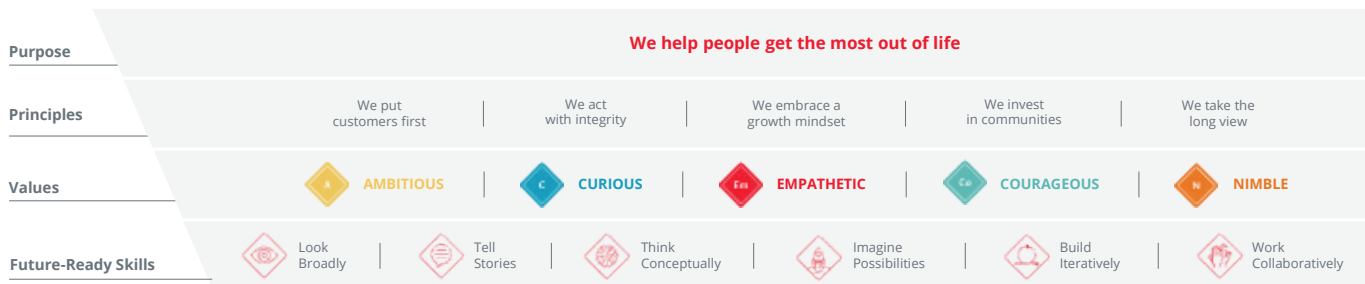 Purpose
We help people get the most out of life
Principles
We put
customers first
We act
with integrity
We embrace a
growth mindset
We invest
in communities
We take the
long view
Values
A
AMBITIOUS
C
CURIOUS
Em
EMPATHETIC
Co
COURAGEOUS
N
NIMBLE
Future-Ready Skills
Look
Broadly
Tell
Stories
Think
Conceptually
Imagine
Possibilities
Build
Iteratively
Work
Collaboratively